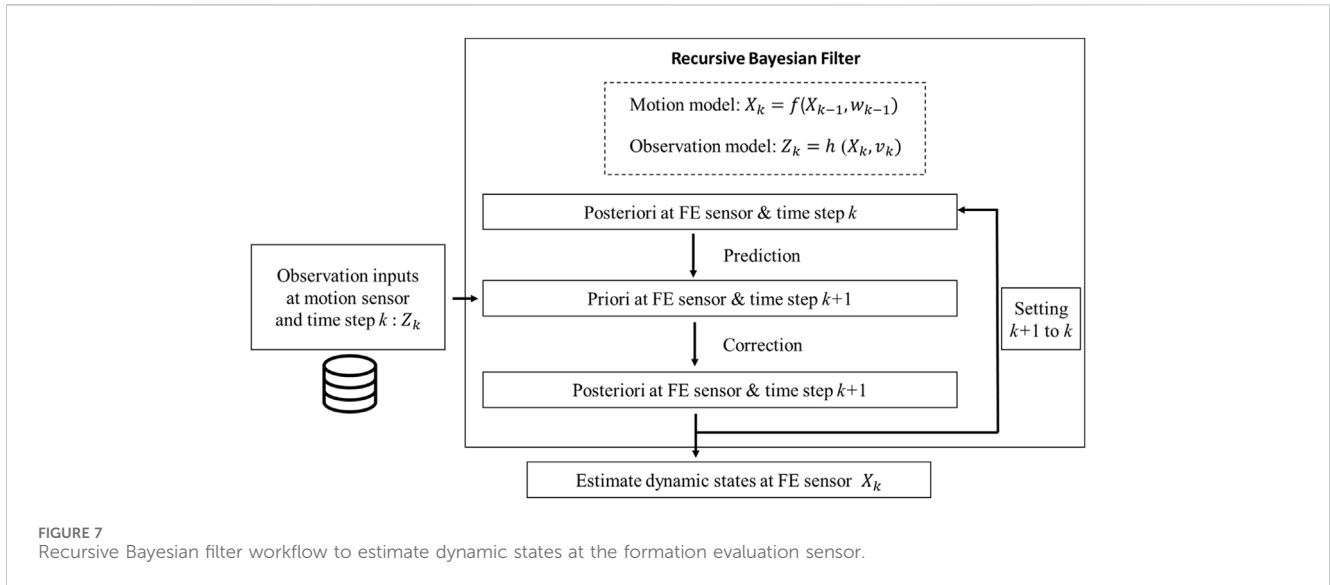 Recursive Bayesian Filter
Motion model: $X_k = f(X_{k-1}, w_{k-1})$
Observation model: $Z_k = h\ (X_k, v_k)$
Posteriori at FE sensor & time step k
Prediction
Observation inputs
at motion sensor
and time step k : $Z_k$
Priori at FE sensor & time step k+1
Setting
k+1 to k
Correction
Posteriori at FE sensor & time step k+1
Estimate dynamic states at FE sensor $X_k$
FIGURE 7
Recursive Bayesian filter workflow to estimate dynamic states at the formation evaluation sensor.